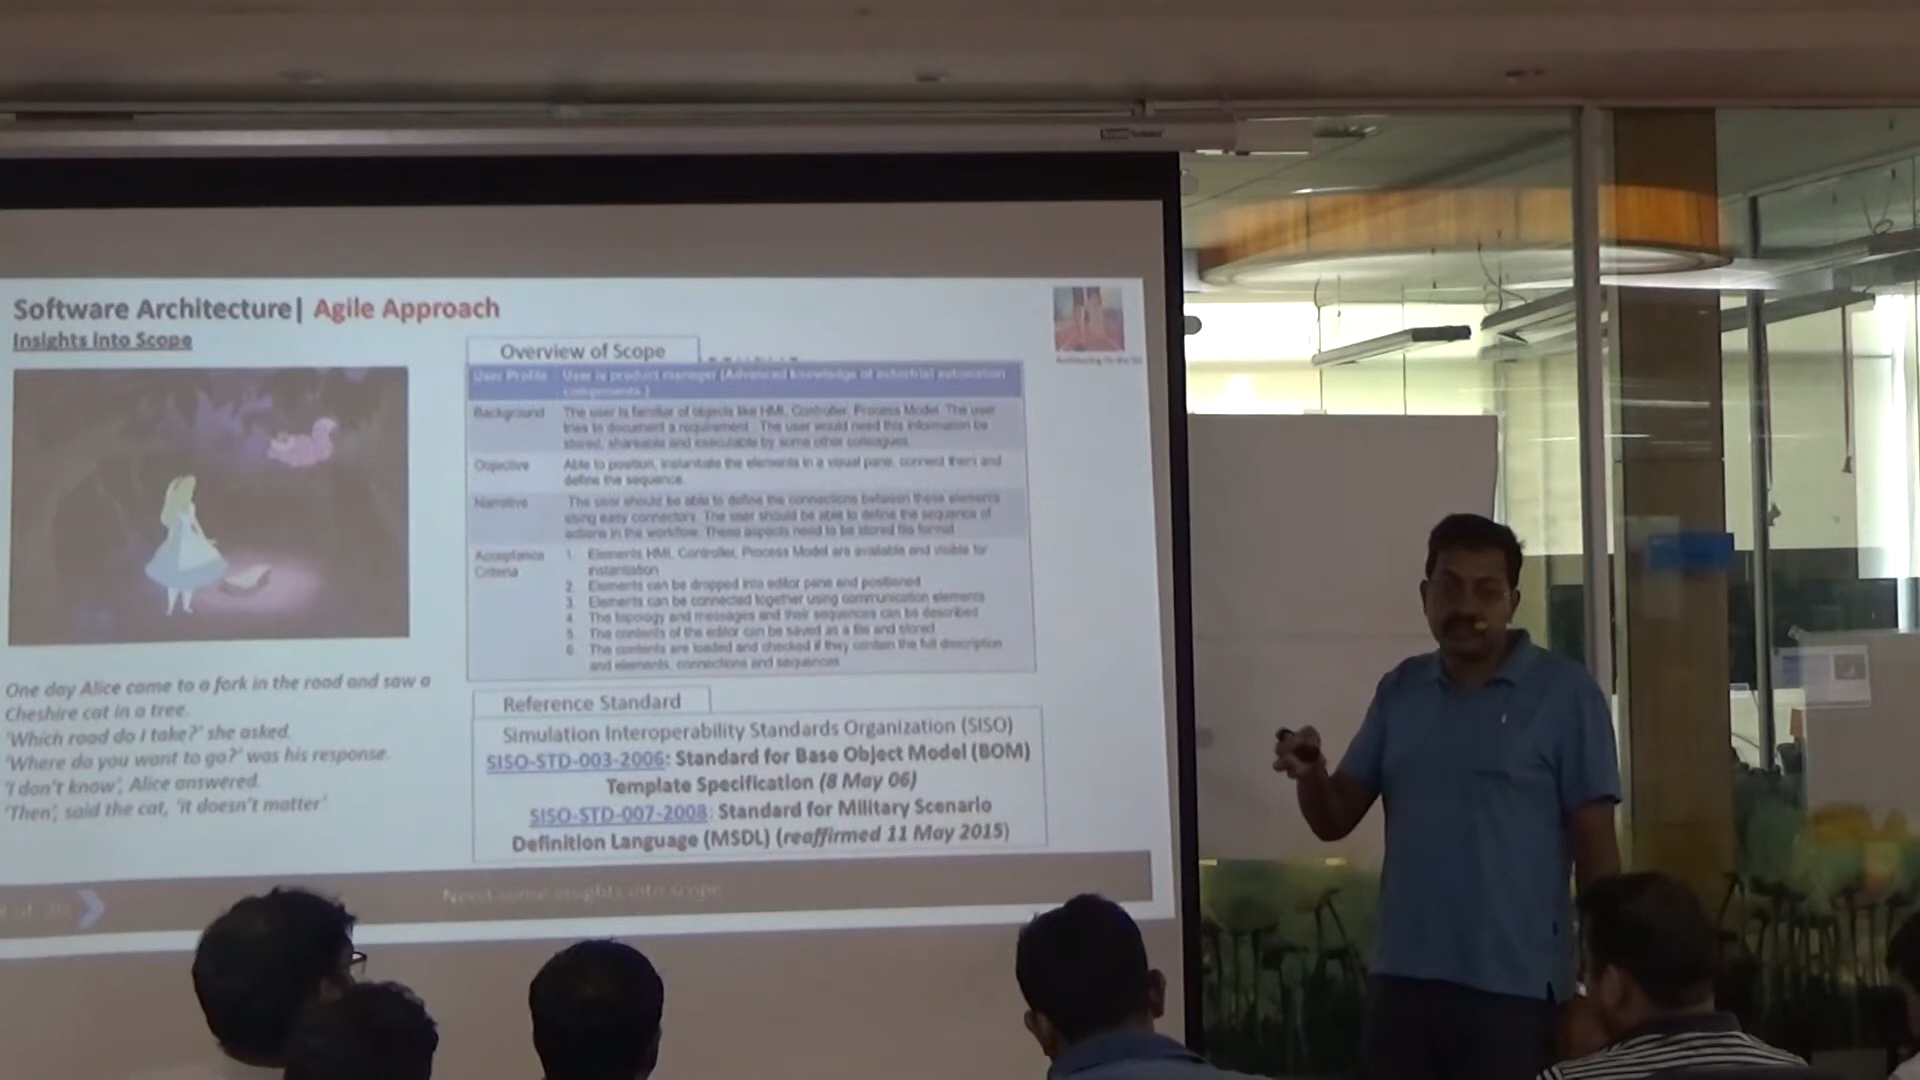 Software Architecture| Agile Approach
Insights into Scope
One day Alice came to a fork in the road and saw a
Cheshire cat in a tree.
'Which road do I take?' she asked.
'Where do you want to go?' was his response.
'I don't know', Alice answered.
'Then', said the cat, 'it doesn't matter'
Overview of Scope
User Profile User is product manager (Advanced knowledge of industrial automation
components.)
Background The user is familiar of objects like HMI, Controller, Process Model. The user
tries to document a requirement. The user would need this information be
stored, shareable and executable by some other colleagues.
Objective Able to position, instantiate the elements in a visual pane, connect them and
define the sequence.
Narrative The user should be able to define the connections between these elements
using easy connectors. The user should be able to define the sequence of
actions in the workflow. These aspects need to be stored file format
Acceptance Criteria 1. Elements HMI, Controller, Process Model are available and visible for
instantiation
2. Elements can be dropped into editor pane and positioned
3. Elements can be connected together using communication elements
4. The topology and messages and their sequences can be described
5. The contents of the editor can be saved as a file and stored
6. The contents are loaded and checked if they contain the full description
and elements, connections and sequences
Reference Standard
Simulation Interoperability Standards Organization (SISO)
SISO-STD-003-2006: Standard for Base Object Model (BOM)
Template Specification (8 May 06)
SISO-STD-007-2008: Standard for Military Scenario
Definition Language (MSDL) (reaffirmed 11 May 2015)
Need some insights into scope